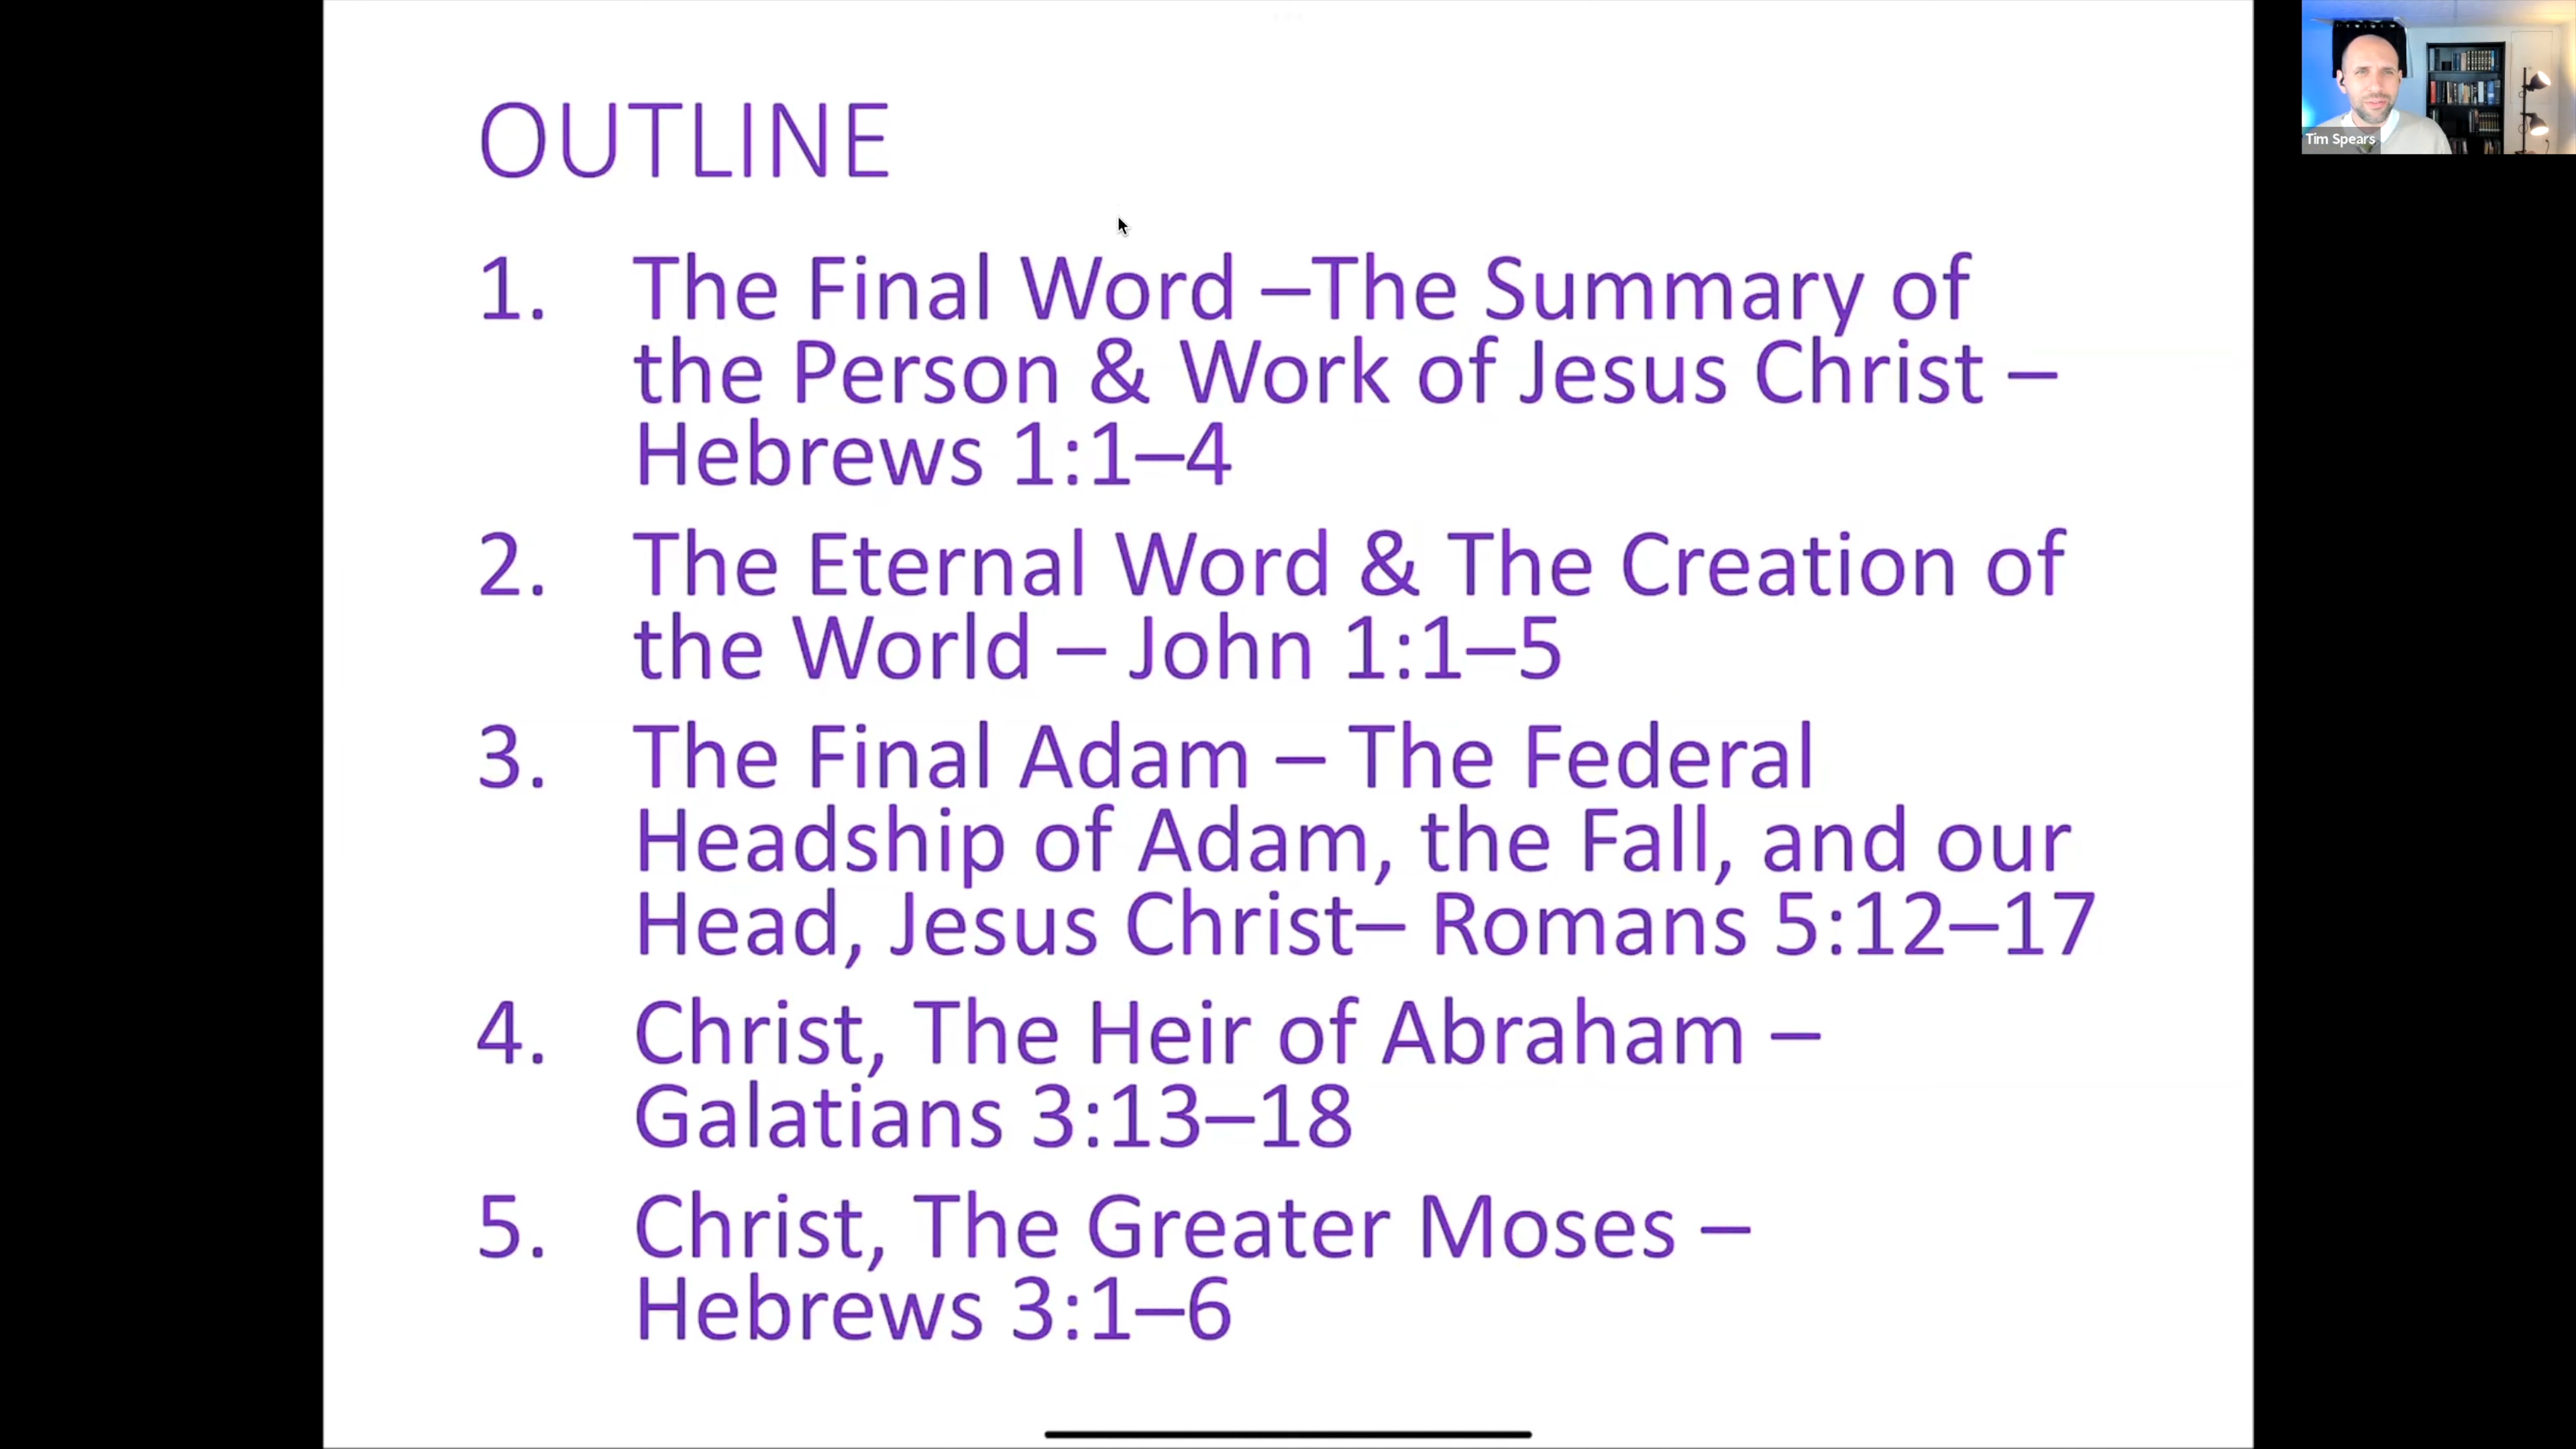 OUTLINE
1. The Final Word –The Summary of
the Person & Work of Jesus Christ –
Hebrews 1:1–4
2. The Eternal Word & The Creation of
the World – John 1:1–5
3. The Final Adam – The Federal
Headship of Adam, the Fall, and our
Head, Jesus Christ– Romans 5:12–17
4. Christ, The Heir of Abraham –
Galatians 3:13–18
5. Christ, The Greater Moses –
Hebrews 3:1–6
Tim Spears